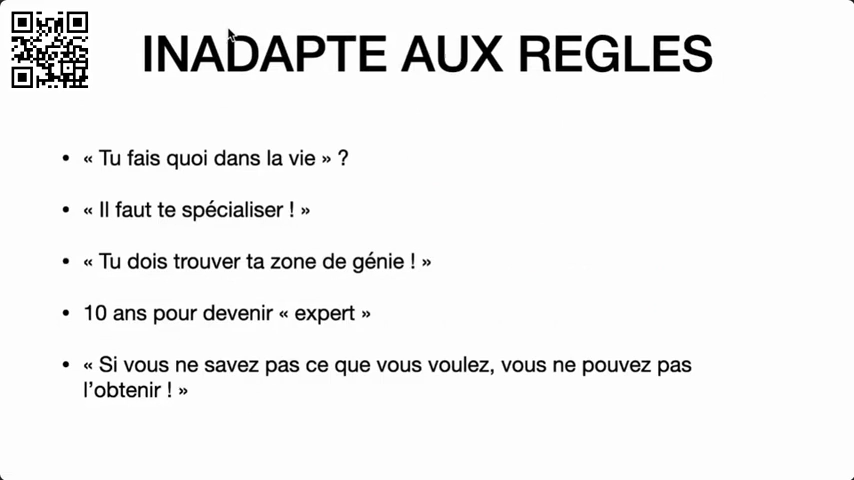 INADAPTE AUX REGLES
• « Tu fais quoi dans la vie » ?
• « Il faut te spécialiser ! »
• « Tu dois trouver ta zone de génie ! »
• 10 ans pour devenir « expert »
• « Si vous ne savez pas ce que vous voulez, vous ne pouvez pas
l’obtenir ! »